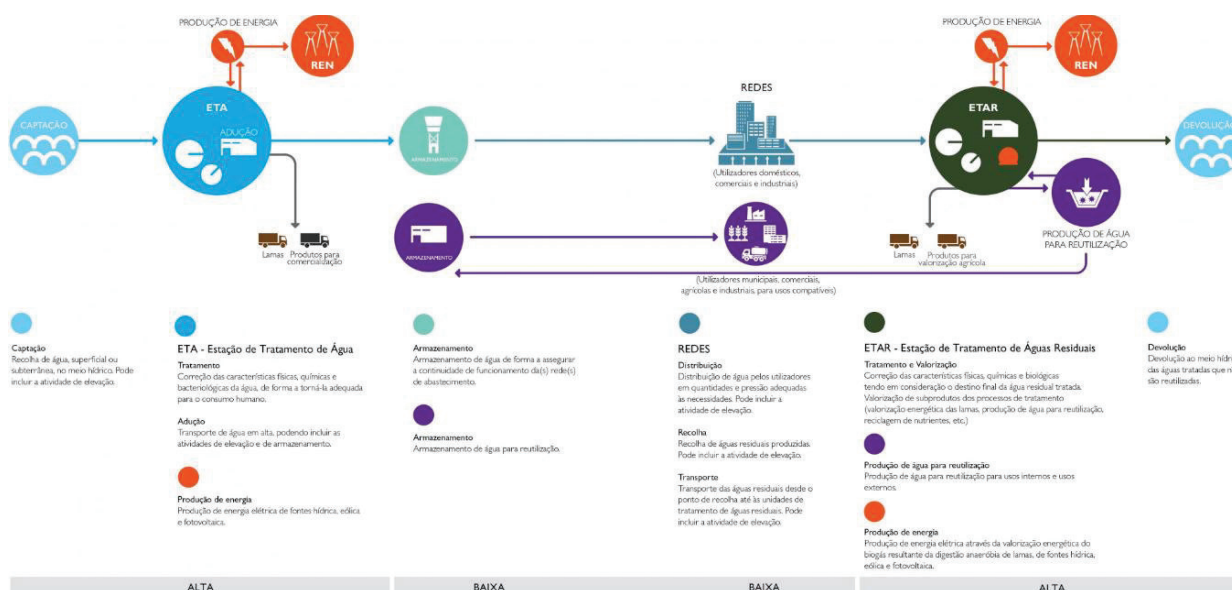 PRODUÇÃO DE ENERGIA
REN
ETA
ADUÇÃO
CAPTAÇÃO
ARMAZENAMENTO
REDES
(Utilizadores domésticos,
comerciais e industriais)
PRODUÇÃO DE ENERGIA
REN
ETAR
DEVOLUÇÃO
Lamas
Produtos para
comercialização
ARMAZENAMENTO
(Utilizadores municipais, comerciais,
agrícolas e industriais, para usos compatíveis)
Lamas
Produtos para
valorização agrícola
PRODUÇÃO DE ÁGUA
PARA REUTILIZAÇÃO
Captação
Recolha de água, superficial ou
subterrânea, no meio hídrico. Pode
incluir a atividade de elevação.
ETA - Estação de Tratamento de Água
Tratamento
Correção das características físicas, químicas e
bacteriológicas da água, de forma a torná-la adequada
para o consumo humano.
Adução
Transporte de água em alta, podendo incluir as
atividades de elevação e de armazenamento.
Produção de energia
Produção de energia elétrica de fontes hídrica, eólica
e fotovoltaica.
Armazenamento
Armazenamento de água de forma a assegurar
a continuidade de funcionamento da(s) rede(s)
de abastecimento.
Armazenamento
Armazenamento de água para reutilização.
REDES
Distribuição
Distribuição de água pelos utilizadores
em quantidades e pressão adequadas
às necessidades. Pode incluir a
atividade de elevação.
Recolha
Recolha de águas residuais produzidas.
Pode incluir a atividade de elevação.
Transporte
Transporte das águas residuais desde o
ponto de recolha até às unidades de
tratamento de águas residuais. Pode
incluir a atividade de elevação.
ETAR - Estação de Tratamento de Águas Residuais
Tratamento e Valorização
Correção das características físicas, químicas e biológicas
tendo em consideração o destino final da água residual tratada.
Valorização de subprodutos dos processos de tratamento
(valorização energética das lamas, produção de água para reutilização,
reciclagem de nutrientes, etc.)
Produção de água para reutilização
Produção de água para reutilização para usos internos e usos
externos.
Produção de energia
Produção de energia elétrica através da valorização energética do
biogás resultante da digestão anaeróbia de lamas, de fontes hídrica,
eólica e fotovoltaica.
Devolução
Devolução ao meio hídri
das águas tratadas que n
são reutilizadas.
ALTA
BAIXA
BAIXA
ALTA